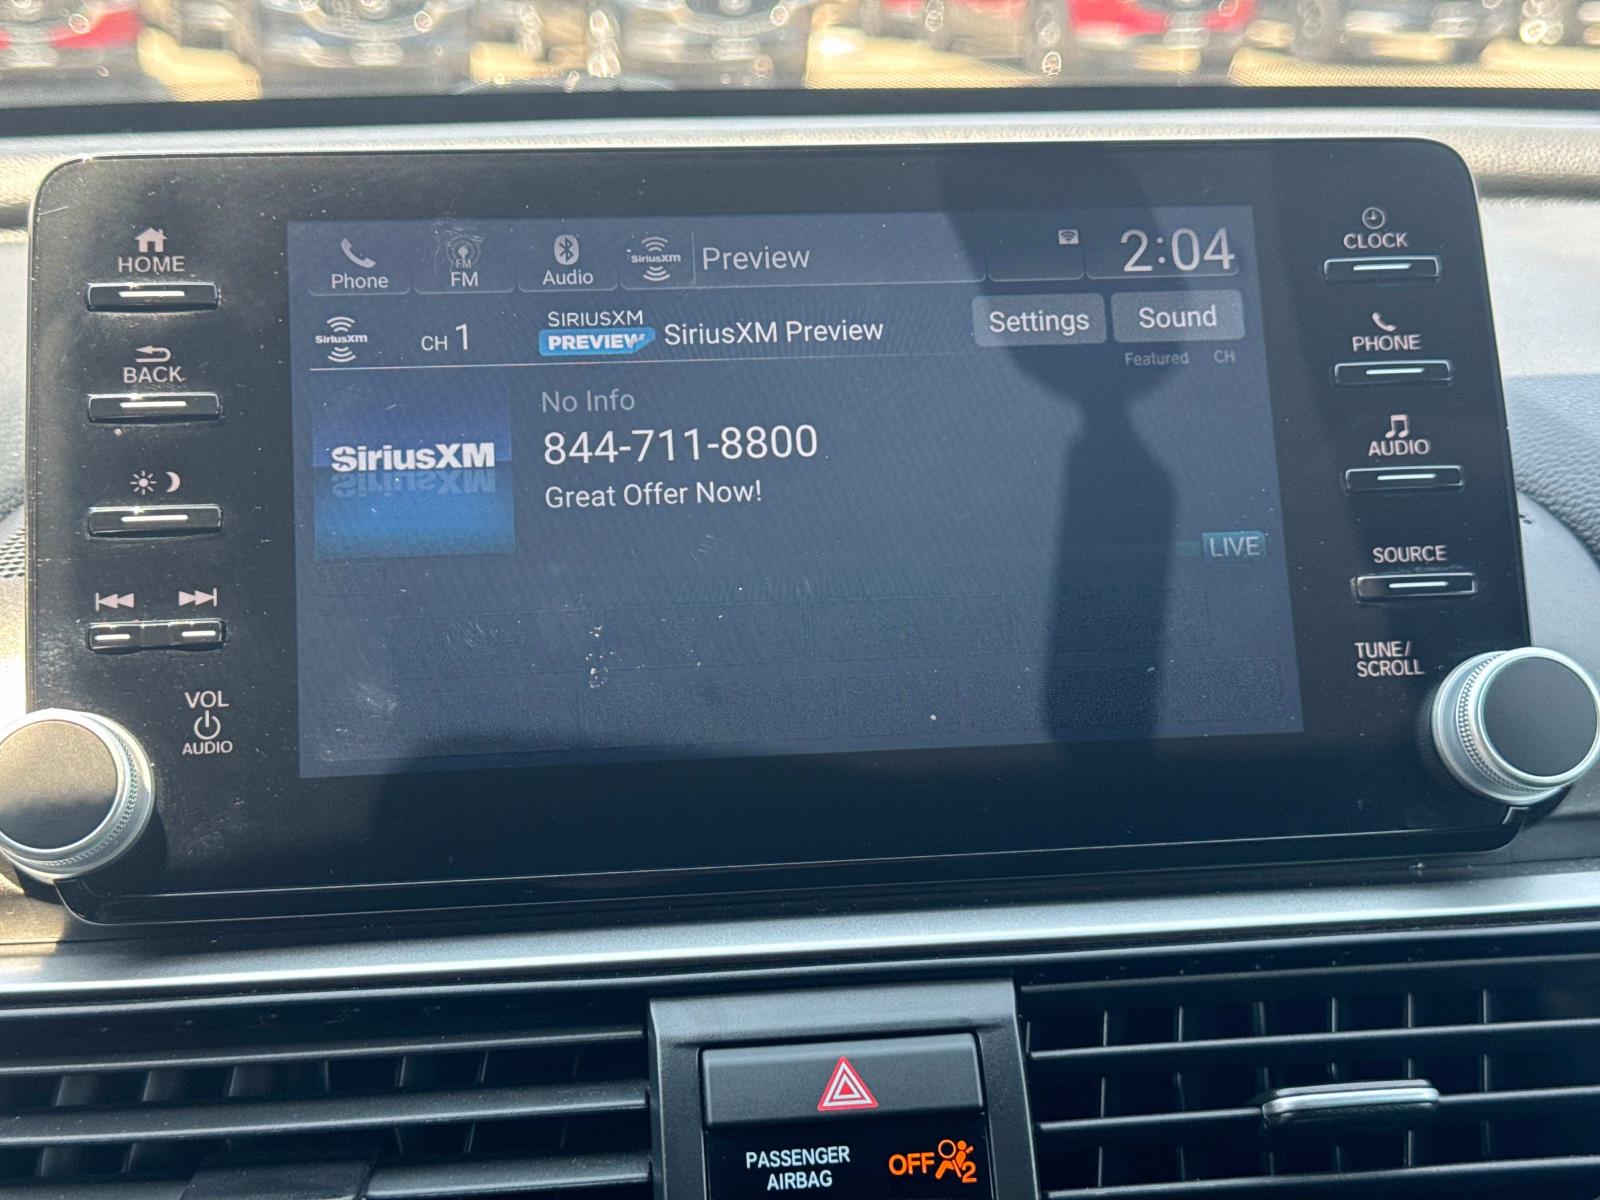 HOME
BACK
VOL
AUDIO
Phone
FM
FM
Audio
SiriusXM
Preview
2:04
SiriusXM
CH 1
SIRIUSXM
PREVIEW
SiriusXM Preview
Settings
Sound
Featured CH
No Info
844-711-8800
Great Offer Now!
SiriusXM
LIVE
CLOCK
PHONE
AUDIO
SOURCE
TUNE/
SCROLL
PASSENGER
AIRBAG
OFF
2